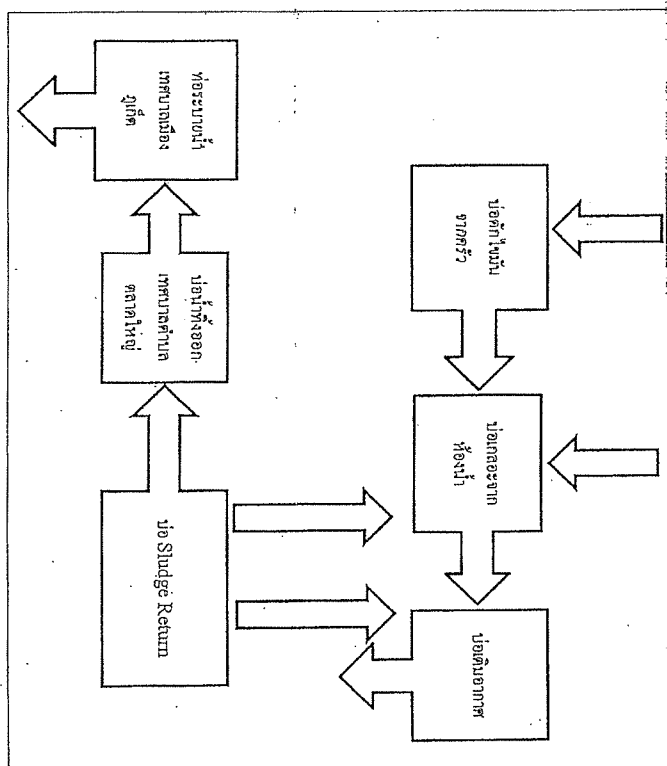 บ่อดักไขมัน
จากครัว
บ่อเกลอะจาก
ห้องน้ำ
บ่อเติมอากาศ
ท่อระบายน้ำ
เทศบาลเมือง
ภูเก็ต
บ่อน้ำทิ้งออก
เทศบาลตำบล
ตลาดใหญ่
บ่อ Sludge Return